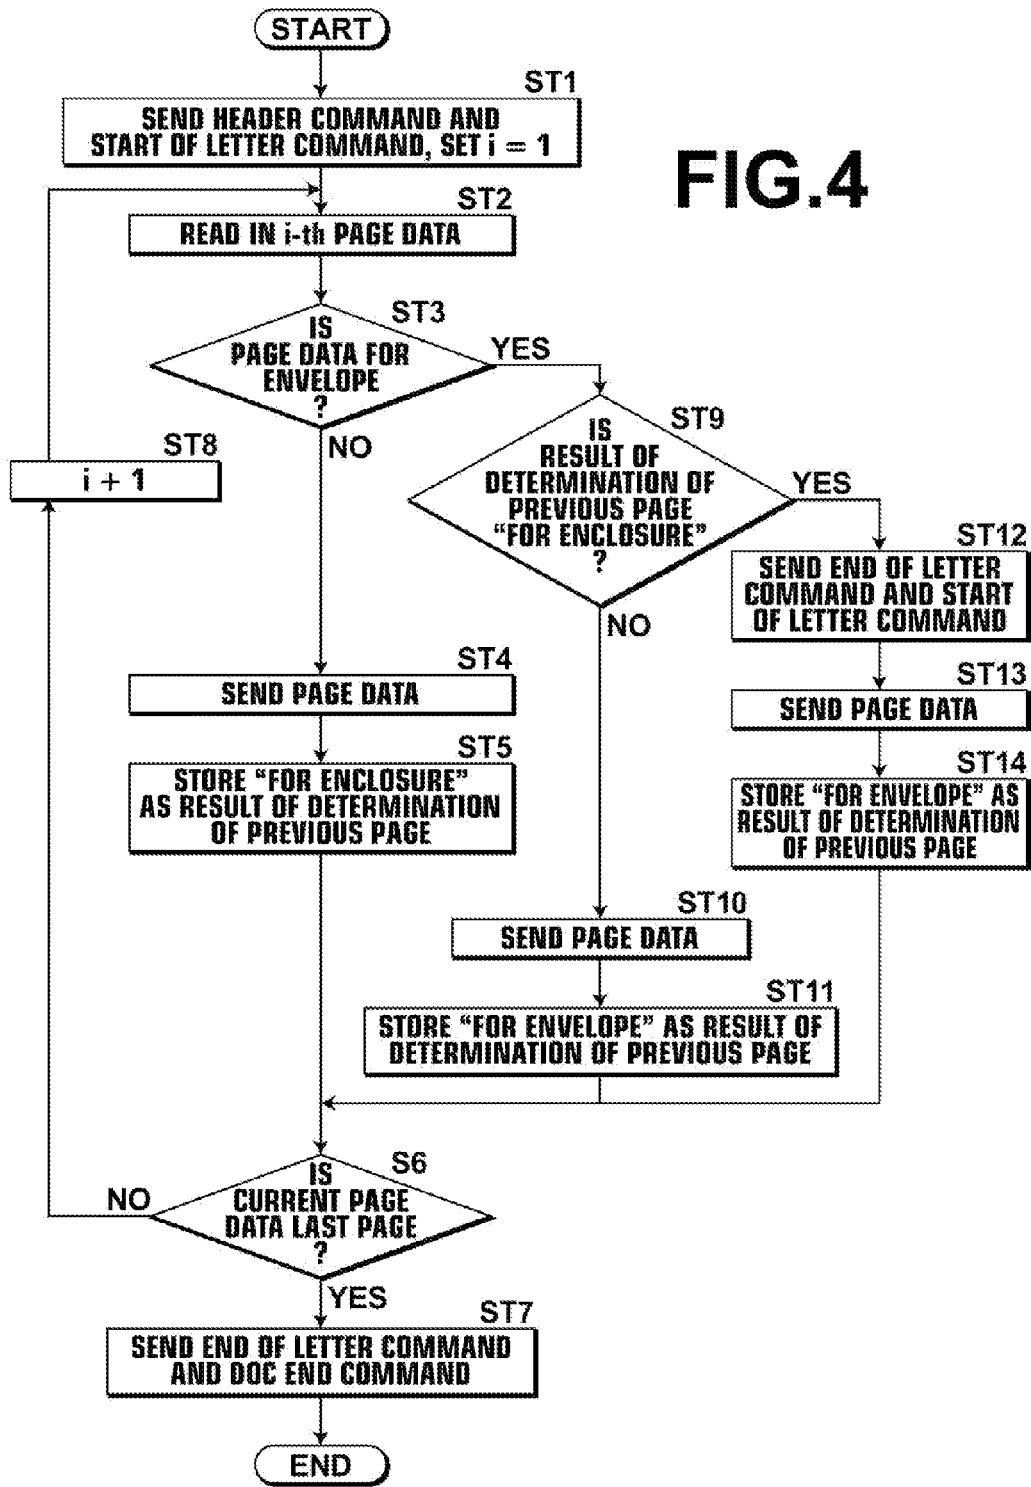 START
ST1
SEND HEADER COMMAND AND
START OF LETTER COMMAND, SET i = 1
FIG.4
ST2
READ IN i-th PAGE DATA
ST3
IS
PAGE DATA FOR
ENVELOPE
?
YES
NO
ST8
i + 1
ST9
IS
RESULT OF
DETERMINATION OF
PREVIOUS PAGE
“FOR ENCLOSURE”
?
YES
NO
ST12
SEND END OF LETTER
COMMAND AND START
OF LETTER COMMAND
ST4
SEND PAGE DATA
ST13
SEND PAGE DATA
ST5
STORE “FOR ENCLOSURE”
AS RESULT OF DETERMINATION
OF PREVIOUS PAGE
ST14
STORE “FOR ENVELOPE” AS
RESULT OF DETERMINATION
OF PREVIOUS PAGE
ST10
SEND PAGE DATA
ST11
STORE “FOR ENVELOPE” AS RESULT OF
DETERMINATION OF PREVIOUS PAGE
S6
IS
CURRENT PAGE
DATA LAST PAGE
?
NO
YES
ST7
SEND END OF LETTER COMMAND
AND DOC END COMMAND
END